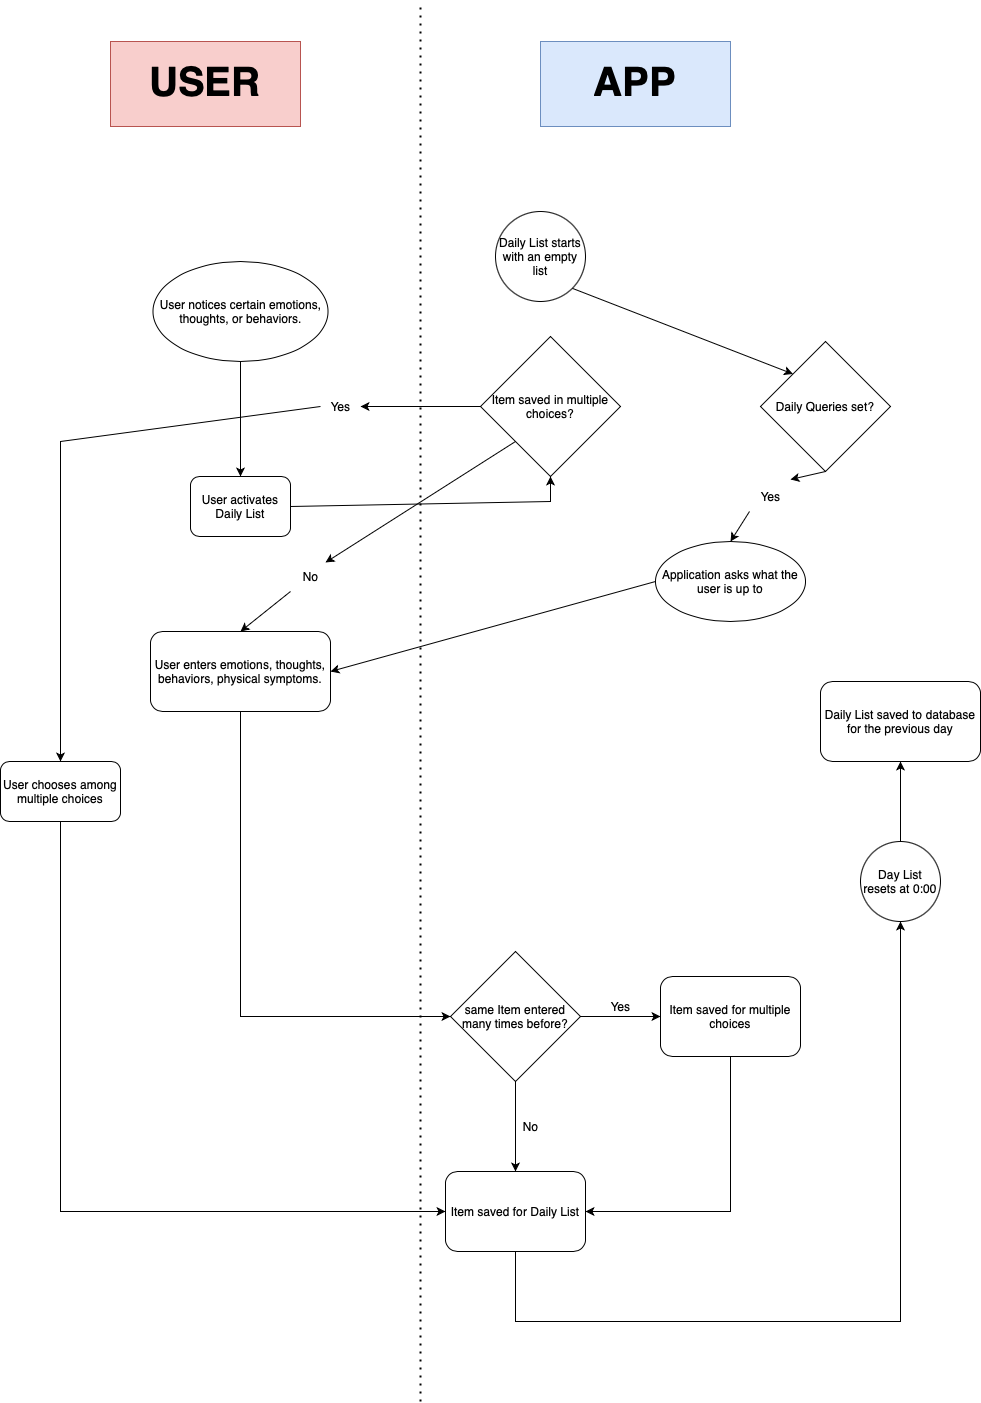 USER
APP
Daily List starts
with an empty
list
User notices certain emotions,
thoughts, or behaviors.
Item saved in multiple
choices?
Daily Queries set?
Yes
User activates
Daily List
Yes
No
Application asks what the
user is up to
User enters emotions, thoughts,
behaviors, physical symptoms.
Daily List saved to database
for the previous day
User chooses among
multiple choices
Day List
resets at 0:00
same Item entered
many times before?
Yes
Item saved for multiple
choices
No
Item saved for Daily List